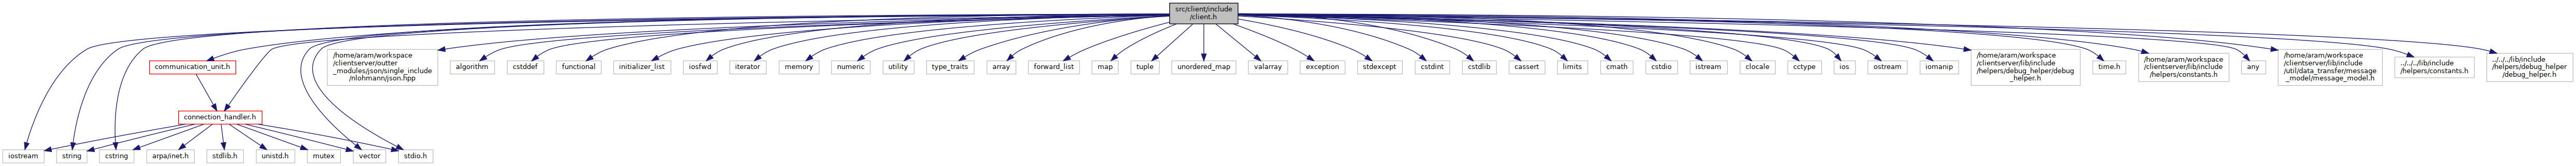 src/client/include
/client.h
communication_unit.h
/home/aram/workspace
/clientserver/outter
_modules/json/single_include
/nlohmann/json.hpp
algorithm
cstddef
functional
initializer_list
iosfwd
iterator
memory
numeric
utility
type_traits
array
forward_list
map
tuple
unordered_map
valarray
exception
stdexcept
cstdint
cstdlib
cassert
limits
cmath
cstdio
istream
clocale
cctype
ios
ostream
iomanip
/home/aram/workspace
/clientserver/lib/include
/helpers/debug_helper/debug
_helper.h
time.h
/home/aram/workspace
/clientserver/lib/include
/helpers/constants.h
any
/home/aram/workspace
/clientserver/lib/include
/util/data_transfer/message
_model/message_model.h
../../../lib/include
/helpers/constants.h
../../../lib/include
/helpers/debug_helper
/debug_helper.h
connection_handler.h
iostream
string
cstring
arpa/inet.h
stdlib.h
unistd.h
mutex
vector
stdio.h